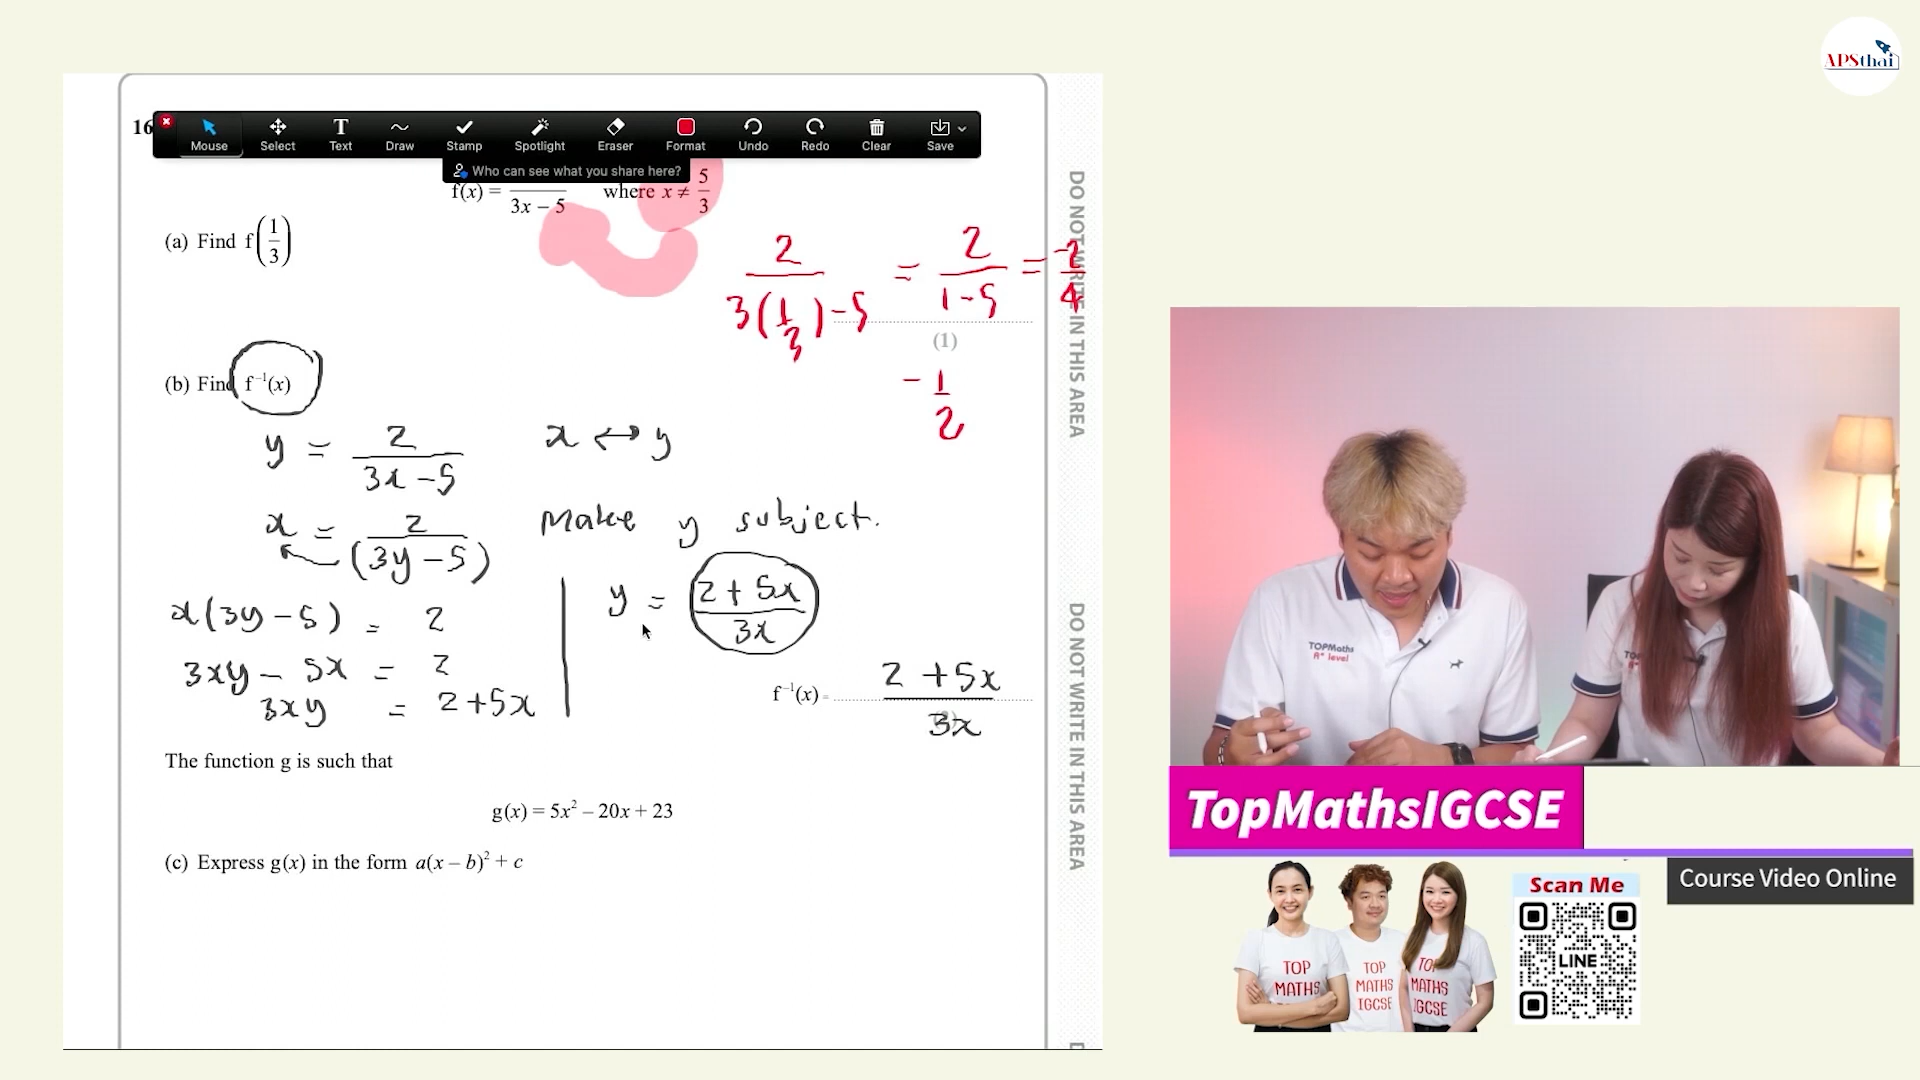 APSthai
16
Mouse Select Text Draw Stamp Spotlight Eraser Format Undo Redo Clear Save
Who can see what you share here?
f(x) = / 3x – 5 where x ≠ 5/3
(a) Find f(1/3)
2 / 3(1/3)-5 = 2 / 1-5 = -2 / 4
(1)
- 1/2
(b) Find f⁻¹(x)
y = 2 / 3x-5 x ↔ y
x = 2 / (3y-5) Make y subject.
x(3y-5) = 2
3xy - 5x = 2
3xy = 2+5x
y = 2+5x / 3x
f⁻¹(x) = 2+5x / 3x
The function g is such that
g(x) = 5x² – 20x + 23
(c) Express g(x) in the form a(x – b)² + c
DO NOT WRITE IN THIS AREA
DO NOT WRITE IN THIS AREA
D
TOPMaths
A* level
TopMathsIGCSE
Course Video Online
Scan Me
LINE
TOP
MATHS
TOP
MATHS
IGCSE
TOP
MATHS
IGCSE